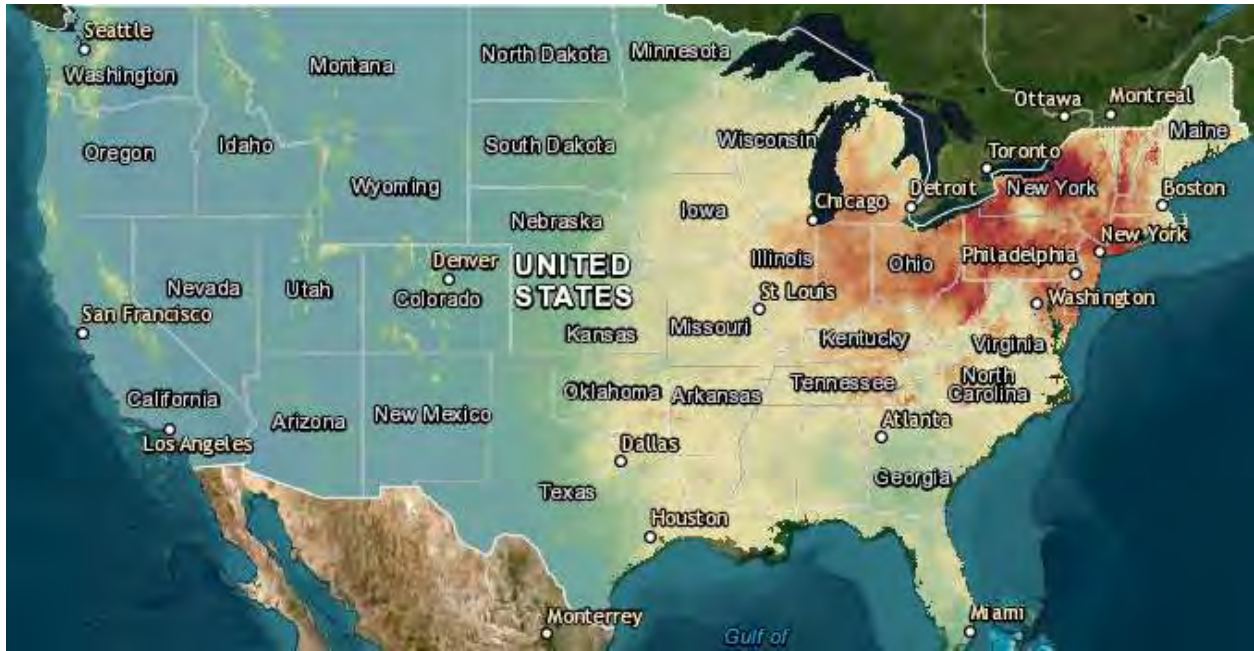 Seattle
Washington
Montana
North Dakota
Minnesota
Ottawa
Montreal
Maine
Oregon
Idaho
South Dakota
Wisconsin
Toronto
Wyoming
Iowa
Detroit
New York
Boston
Nebraska
Chicago
New York
Nevada
Utah
Denver
Colorado
UNITED
STATES
Illinois
Ohio
Philadelphia
St Louis
Washington
San Francisco
Kansas
Missouri
Kentucky
Virginia
California
Arizona
New Mexico
Oklahoma
Arkansas
Tennessee
North
Carolina
Los Angeles
Dallas
Atlanta
Texas
Georgia
Houston
Monterrey
Miami
Gulf of